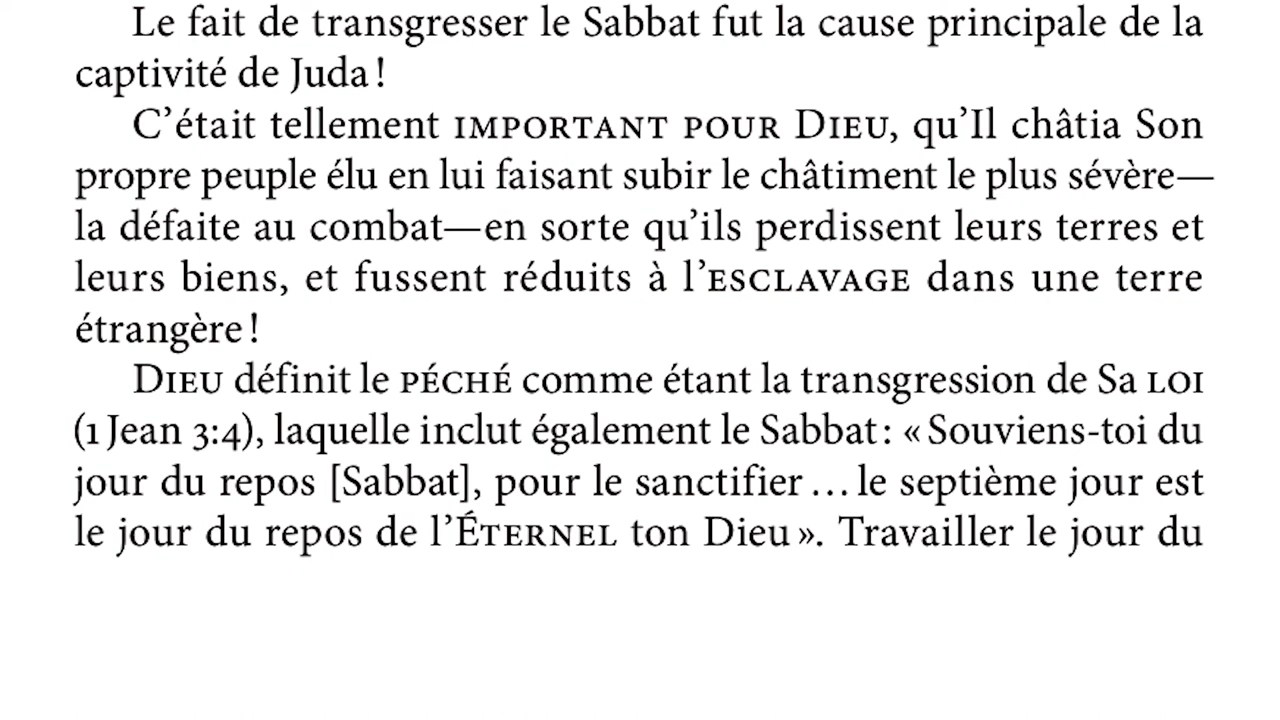 Le fait de transgresser le Sabbat fut la cause principale de la
captivité de Juda !
C’était tellement IMPORTANT POUR DIEU, qu’Il châtia Son
propre peuple élu en lui faisant subir le châtiment le plus sévère—
la défaite au combat—en sorte qu’ils perdissent leurs terres et
leurs biens, et fussent réduits à l’ESCLAVAGE dans une terre
étrangère !
DIEU définit le PÉCHÉ comme étant la transgression de Sa LOI
(1 Jean 3:4), laquelle inclut également le Sabbat : « Souviens-toi du
jour du repos [Sabbat], pour le sanctifier … le septième jour est
le jour du repos de l’ÉTERNEL ton Dieu ». Travailler le jour du